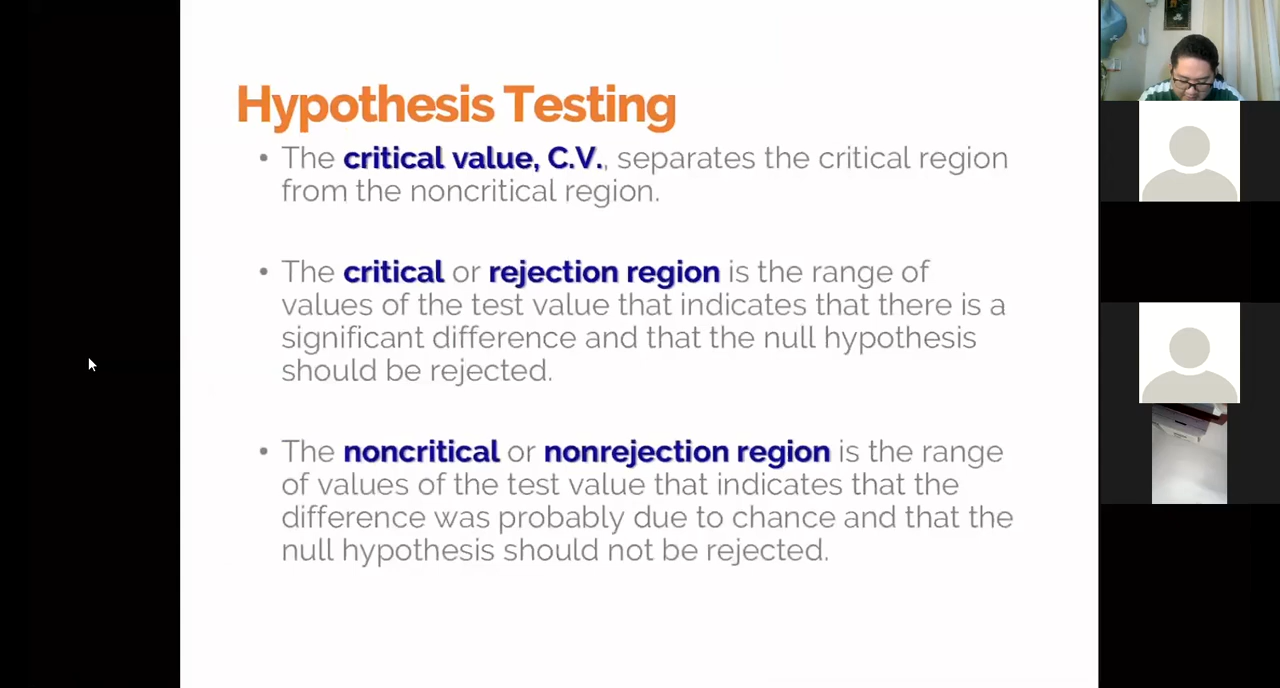 Hypothesis Testing
• The critical value, C.V., separates the critical region
from the noncritical region.
• The critical or rejection region is the range of
values of the test value that indicates that there is a
significant difference and that the null hypothesis
should be rejected.
• The noncritical or nonrejection region is the range
of values of the test value that indicates that the
difference was probably due to chance and that the
null hypothesis should not be rejected.